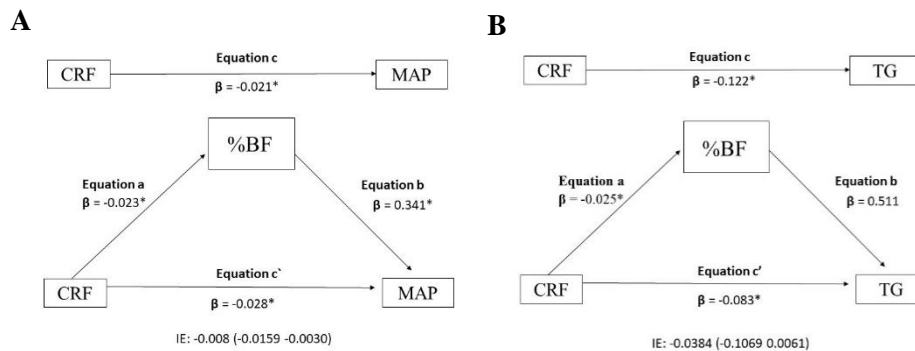 A
Equation c
CRF
MAP
β = -0.021*
%BF
Equation a
β = -0.023*
Equation b
β = 0.341*
Equation c`
CRF
MAP
β = -0.028*
IE: -0.008 (-0.0159 -0.0030)
B
Equation c
CRF
TG
β = -0.122*
%BF
Equation a
β = -0.025*
Equation b
β = 0.511
Equation c'
CRF
TG
β = -0.083*
IE: -0.0384 (-0.1069 0.0061)